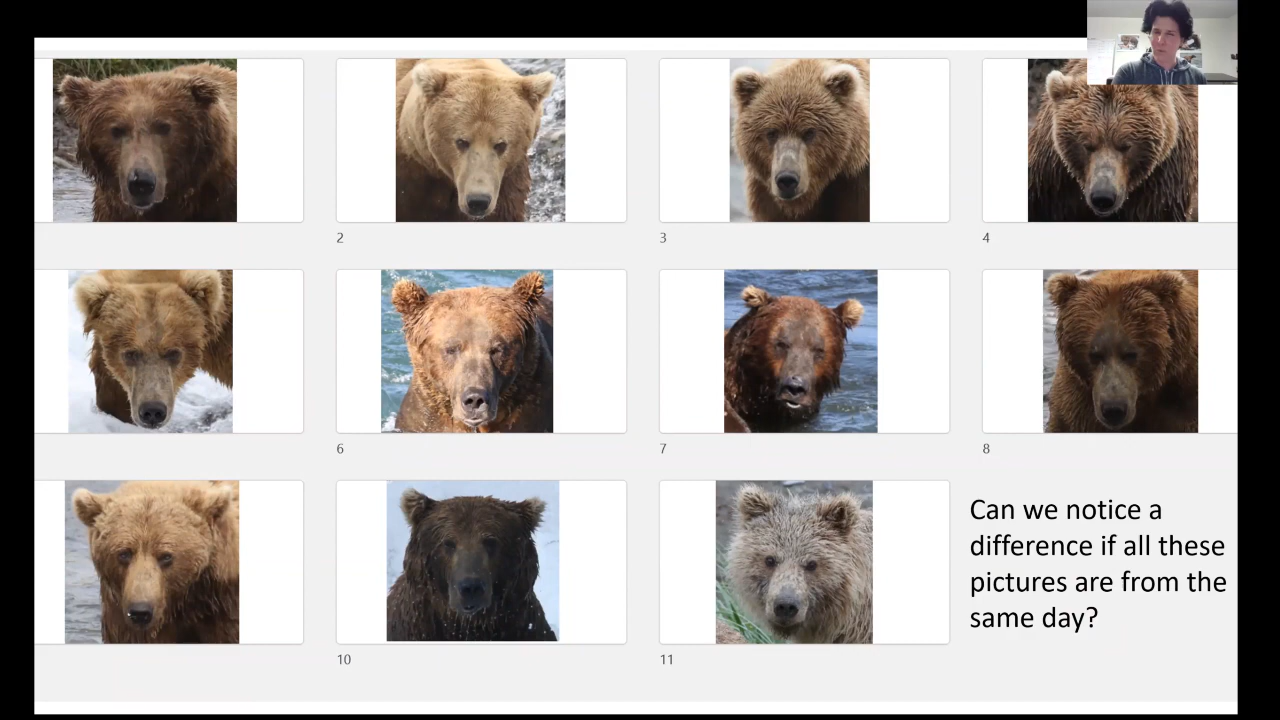 2
3
4
6
7
8
Can we notice a
difference if all these
pictures are from the
same day?
10
11